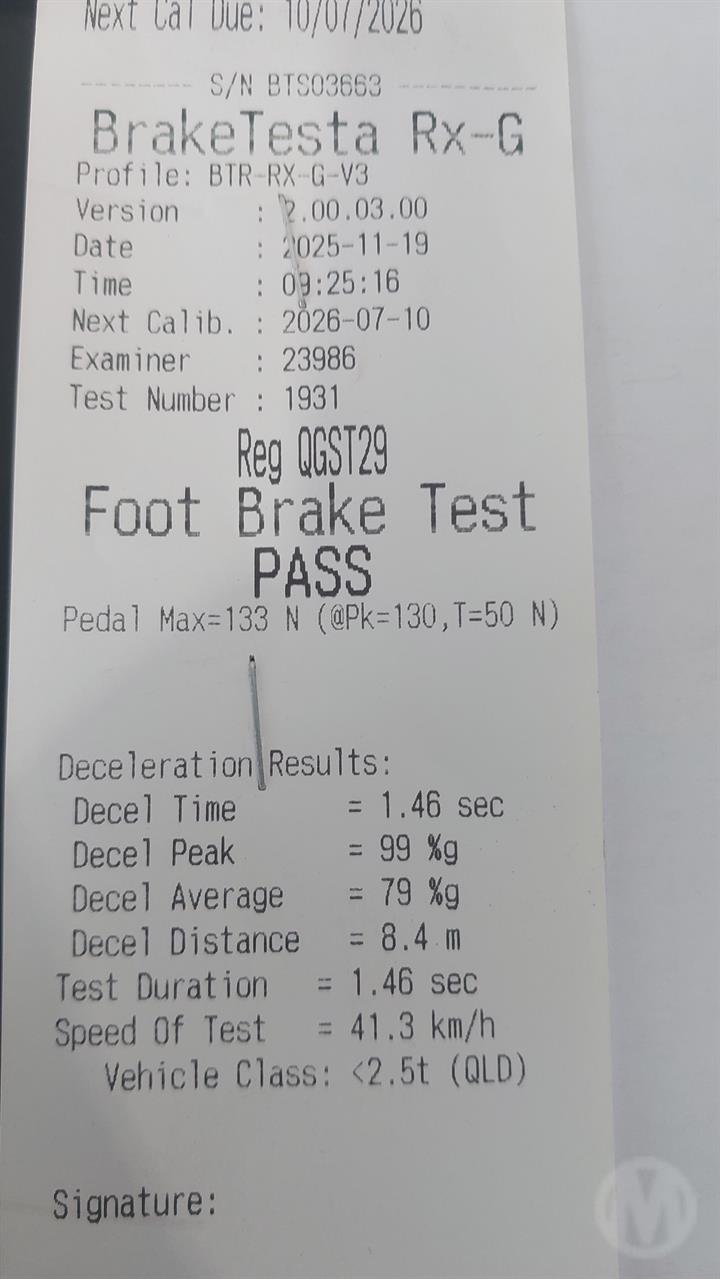 Next Cal Due: 10/07/2026
---------- S/N BTS03663 ----------
BrakeTesta Rx-G
Profile: BTR-RX-G-V3
Version : 2.00.03.00
Date : 2025-11-19
Time : 09:25:16
Next Calib. : 2026-07-10
Examiner : 23986
Test Number : 1931
Reg QGST29
Foot Brake Test
PASS
Pedal Max=133 N (@Pk=130,T=50 N)
Deceleration Results:
Decel Time = 1.46 sec
Decel Peak = 99 %g
Decel Average = 79 %g
Decel Distance = 8.4 m
Test Duration = 1.46 sec
Speed Of Test = 41.3 km/h
Vehicle Class: <2.5t (QLD)
Signature:
M